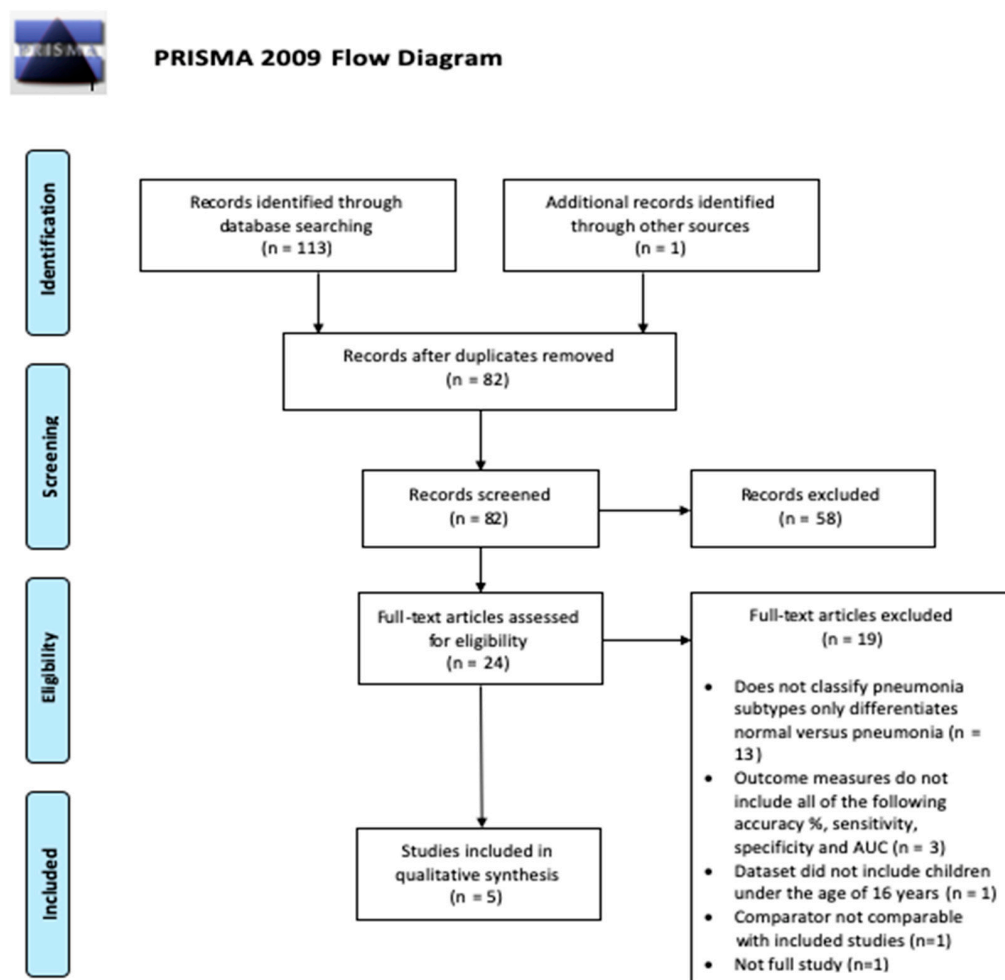 PRISMA
PRISMA 2009 Flow Diagram
Identification
Records identified through
database searching
(n = 113)
Additional records identified
through other sources
(n = 1)
Records after duplicates removed
(n = 82)
Screening
Records screened
(n = 82)
Records excluded
(n = 58)
Eligibility
Full-text articles assessed
for eligibility
(n = 24)
Full-text articles excluded
(n = 19)
• Does not classify pneumonia
subtypes only differentiates
normal versus pneumonia (n =
13)
• Outcome measures do not
include all of the following
accuracy %, sensitivity,
specificity and AUC (n = 3)
• Dataset did not include children
under the age of 16 years (n = 1)
• Comparator not comparable
with included studies (n=1)
• Not full study (n=1)
Included
Studies included in
qualitative synthesis
(n = 5)